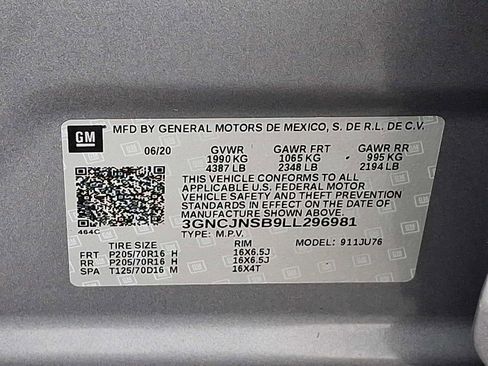 GM
MFD BY GENERAL MOTORS DE MEXICO, S. DE R.L. DE C.V.
06/20 GVWR GAWR FRT GAWR RR
1990 KG 1065 KG 995 KG
4387 LB 2348 LB 2194 LB
THIS VEHICLE CONFORMS TO ALL
APPLICABLE U.S. FEDERAL MOTOR
VEHICLE SAFETY AND THEFT PREVENTION
STANDARDS IN EFFECT ON THE DATE OF
MANUFACTURE SHOWN ABOVE.
3GNCJNSB9LL296981
464C TYPE: M.P.V. MODEL: 911JU76
TIRE SIZE RIM
FRT P205/70R16 H 16X6.5J
RR P205/70R16 H 16X6.5J
SPA T125/70D16 M 16X4T